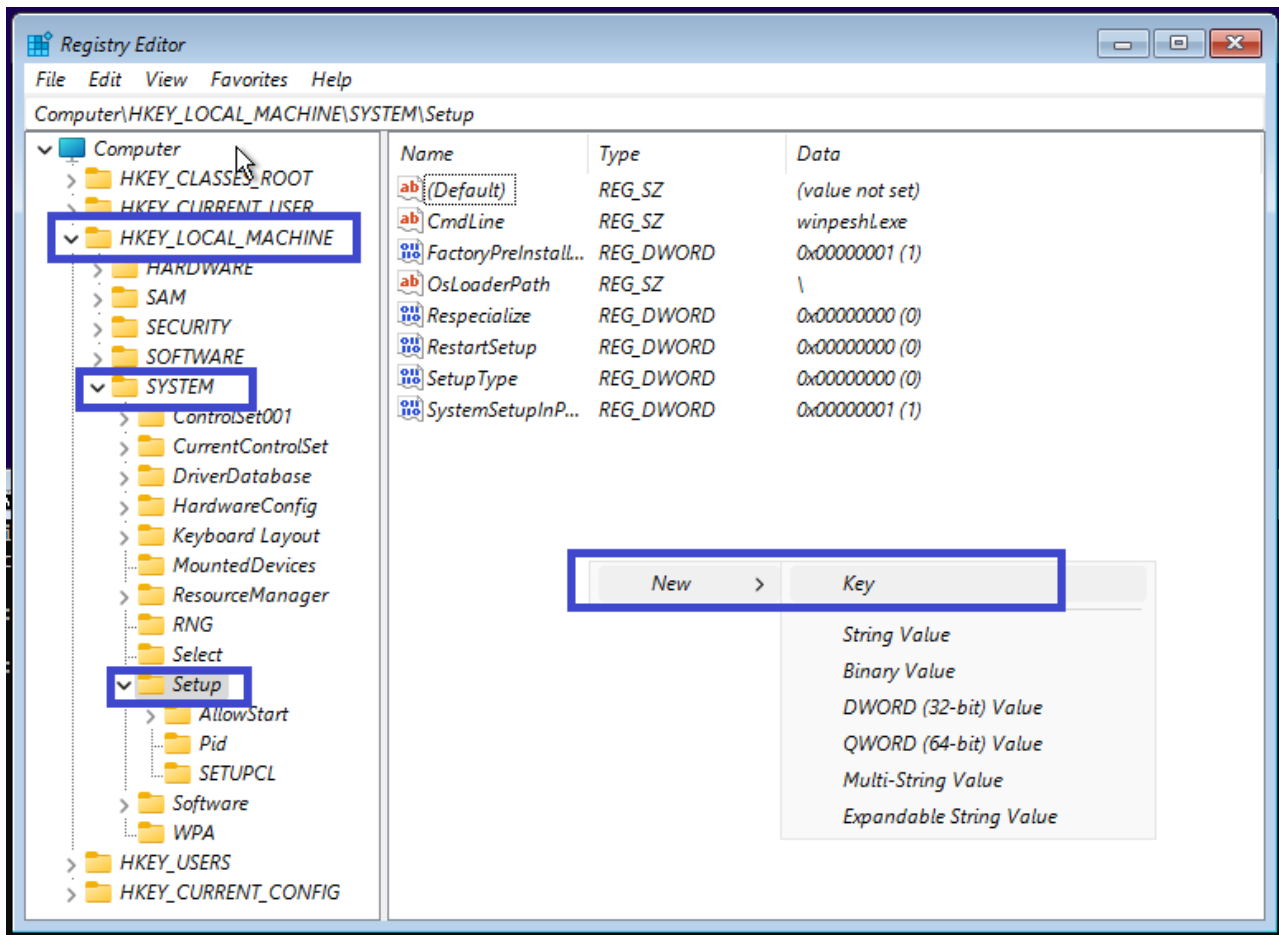 Registry Editor
File Edit View Favorites Help
Computer\HKEY_LOCAL_MACHINE\SYSTEM\Setup
Computer
HKEY_CLASSES_ROOT
HKEY_CURRENT_USER
HKEY_LOCAL_MACHINE
HARDWARE
SAM
SECURITY
SOFTWARE
SYSTEM
ControlSet001
CurrentControlSet
DriverDatabase
HardwareConfig
Keyboard Layout
MountedDevices
ResourceManager
RNG
Select
Setup
AllowStart
Pid
SETUPCL
Software
WPA
HKEY_USERS
HKEY_CURRENT_CONFIG
Name Type Data
(Default) REG_SZ (value not set)
CmdLine REG_SZ winpeshl.exe
FactoryPreInstall... REG_DWORD 0x00000001 (1)
OsLoaderPath REG_SZ \
Respecialize REG_DWORD 0x00000000 (0)
RestartSetup REG_DWORD 0x00000000 (0)
SetupType REG_DWORD 0x00000000 (0)
SystemSetupInP... REG_DWORD 0x00000001 (1)
New > Key
String Value
Binary Value
DWORD (32-bit) Value
QWORD (64-bit) Value
Multi-String Value
Expandable String Value